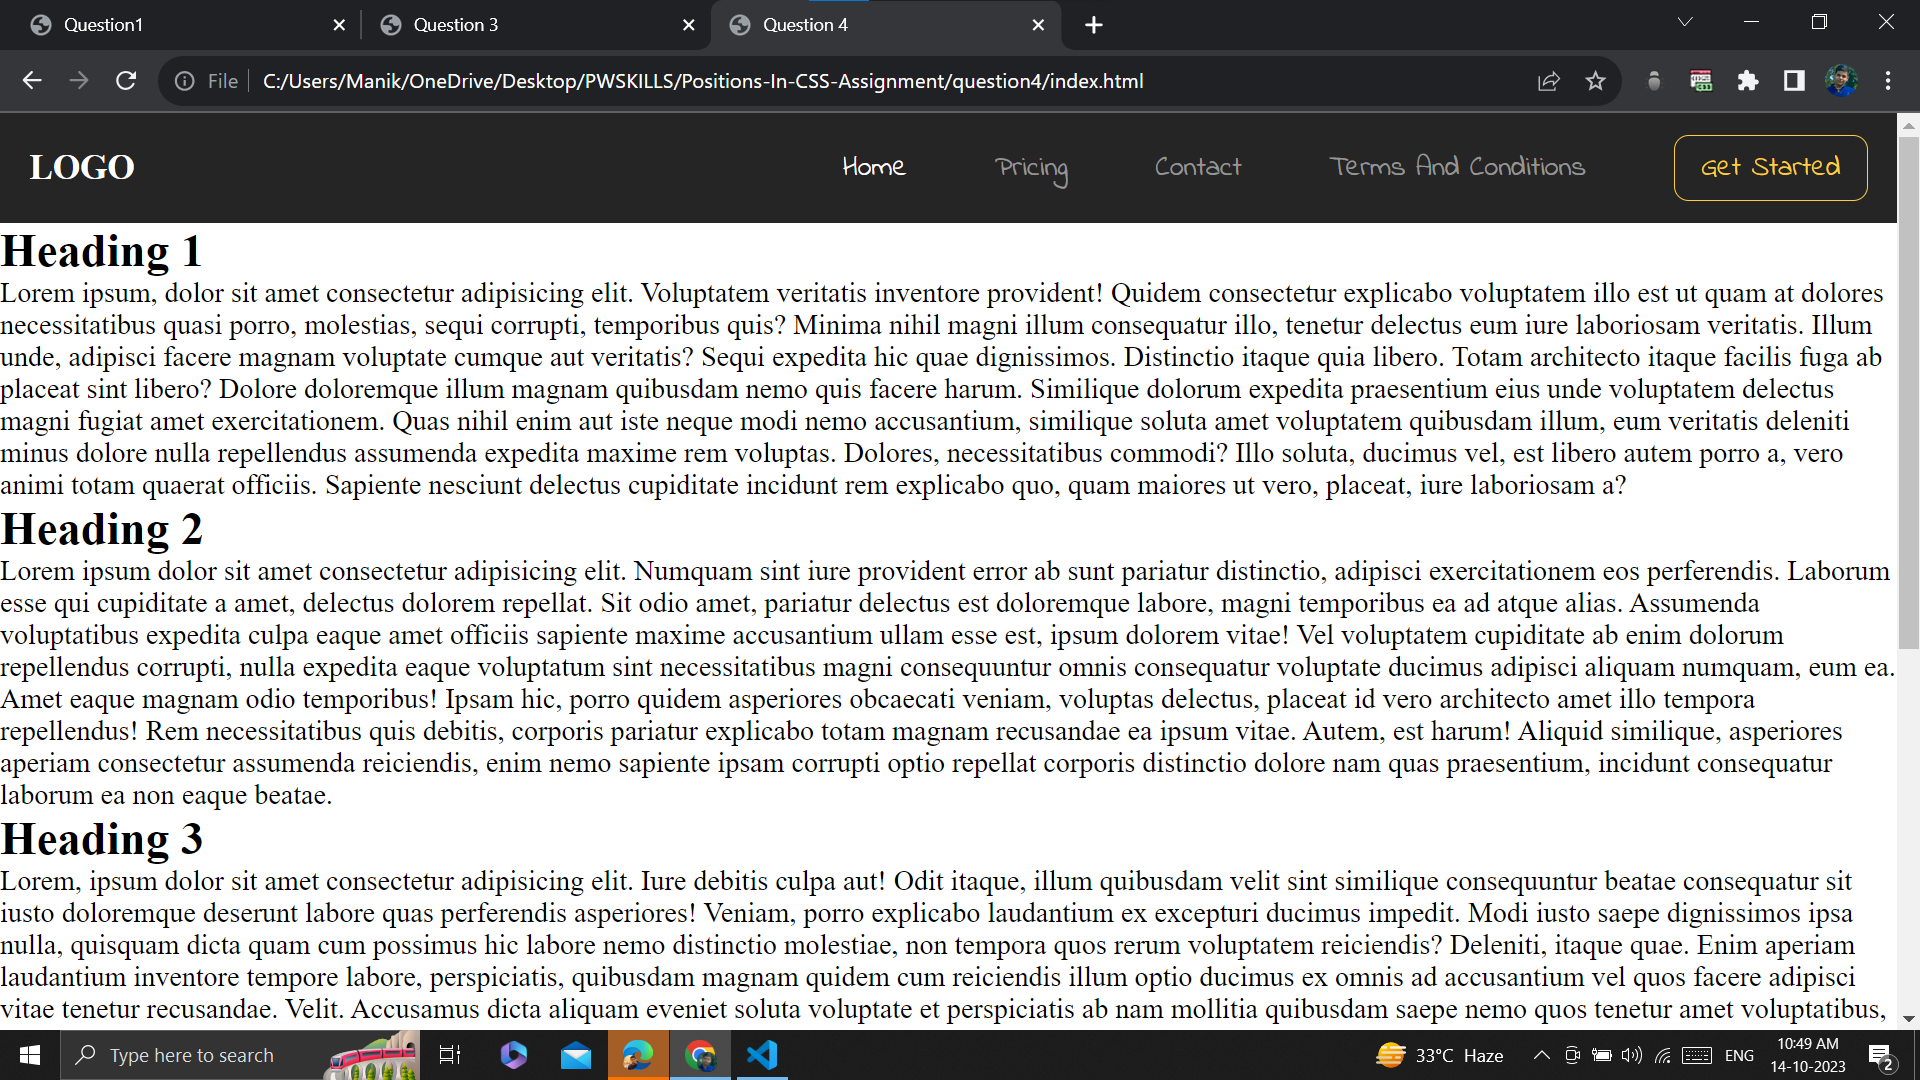 Question1
Question 3
Question 4
File
C:/Users/Manik/OneDrive/Desktop/PWSKILLS/Positions-In-CSS-Assignment/question4/index.html
LOGO
Home
Pricing
Contact
Terms And Conditions
Get Started
Heading 1
Lorem ipsum, dolor sit amet consectetur adipisicing elit. Voluptatem veritatis inventore provident! Quidem consectetur explicabo voluptatem illo est ut quam at dolores
necessitatibus quasi porro, molestias, sequi corrupti, temporibus quis? Minima nihil magni illum consequatur illo, tenetur delectus eum iure laboriosam veritatis. Illum
unde, adipisci facere magnam voluptate cumque aut veritatis? Sequi expedita hic quae dignissimos. Distinctio itaque quia libero. Totam architecto itaque facilis fuga ab
placeat sint libero? Dolore doloremque illum magnam quibusdam nemo quis facere harum. Similique dolorum expedita praesentium eius unde voluptatem delectus
magni fugiat amet exercitationem. Quas nihil enim aut iste neque modi nemo accusantium, similique soluta amet voluptatem quibusdam illum, eum veritatis deleniti
minus dolore nulla repellendus assumenda expedita maxime rem voluptas. Dolores, necessitatibus commodi? Illo soluta, ducimus vel, est libero autem porro a, vero
animi totam quaerat officiis. Sapiente nesciunt delectus cupiditate incidunt rem explicabo quo, quam maiores ut vero, placeat, iure laboriosam a?
Heading 2
Lorem ipsum dolor sit amet consectetur adipisicing elit. Numquam sint iure provident error ab sunt pariatur distinctio, adipisci exercitationem eos perferendis. Laborum
esse qui cupiditate a amet, delectus dolorem repellat. Sit odio amet, pariatur delectus est doloremque labore, magni temporibus ea ad atque alias. Assumenda
voluptatibus expedita culpa eaque amet officiis sapiente maxime accusantium ullam esse est, ipsum dolorem vitae! Vel voluptatem cupiditate ab enim dolorum
repellendus corrupti, nulla expedita eaque voluptatum sint necessitatibus magni consequuntur omnis consequatur voluptate ducimus adipisci aliquam numquam, eum ea.
Amet eaque magnam odio temporibus! Ipsam hic, porro quidem asperiores obcaecati veniam, voluptas delectus, placeat id vero architecto amet illo tempora
repellendus! Rem necessitatibus quis debitis, corporis pariatur explicabo totam magnam recusandae ea ipsum vitae. Autem, est harum! Aliquid similique, asperiores
aperiam consectetur assumenda reiciendis, enim nemo sapiente ipsam corrupti optio repellat corporis distinctio dolore nam quas praesentium, incidunt consequatur
laborum ea non eaque beatae.
Heading 3
Lorem, ipsum dolor sit amet consectetur adipisicing elit. Iure debitis culpa aut! Odit itaque, illum quibusdam velit sint similique consequuntur beatae consequatur sit
iusto doloremque deserunt labore quas perferendis asperiores! Veniam, porro explicabo laudantium ex excepturi ducimus impedit. Modi iusto saepe dignissimos ipsa
nulla, quisquam dicta quam cum possimus hic labore nemo distinctio molestiae, non tempora quos rerum voluptatem reiciendis? Deleniti, itaque quae. Enim aperiam
laudantium inventore tempore labore, perspiciatis, quibusdam magnam quidem cum reiciendis illum optio ducimus ex omnis ad accusantium vel quos facere adipisci
vitae tenetur recusandae. Velit. Accusamus dicta aliquam eveniet soluta voluptate et perspiciatis ab nam mollitia quibusdam saepe nemo quos tenetur amet voluptatibus,
Type here to search
33°C Haze
ENG
10:49 AM
14-10-2023
2